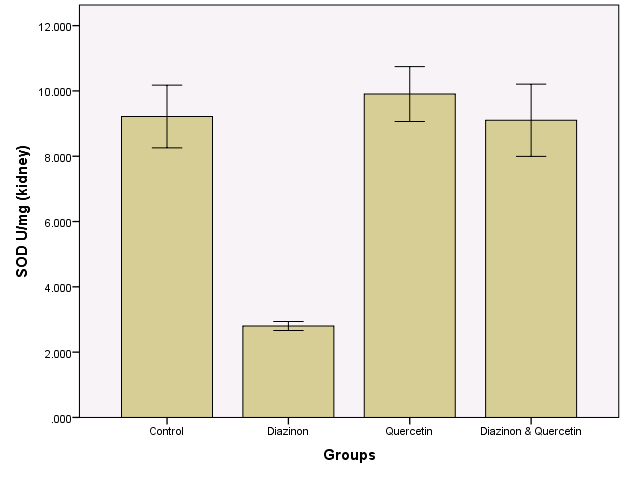 12.000
10.000
8.000
6.000
4.000
2.000
.000
SOD U/mg (kidney)
Control Diazinon Quercetin Diazinon & Quercetin
Groups